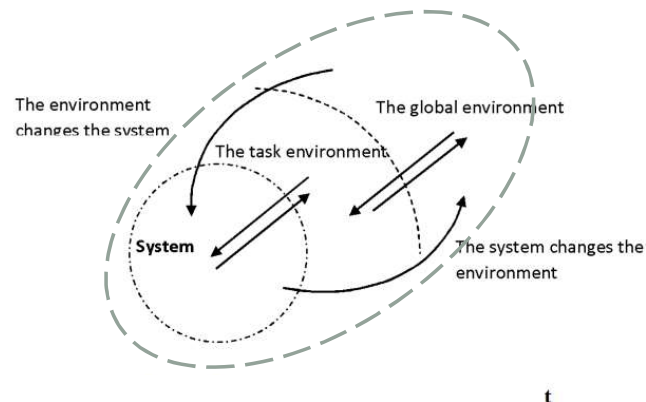 The environment
changes the system
The global environment
The task environment
System
The system changes the
environment
t